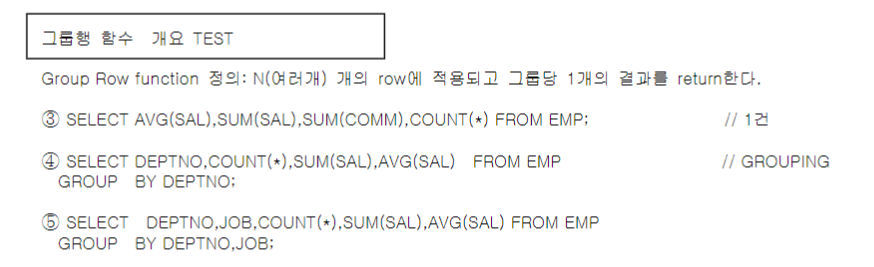 그룹행 함수 개요 TEST
Group Row function 정의: N(여러개) 개의 row에 적용되고 그룹당 1개의 결과를 return한다.
③ SELECT AVG(SAL),SUM(SAL),SUM(COMM),COUNT(*) FROM EMP; // 1건
④ SELECT DEPTNO,COUNT(*),SUM(SAL),AVG(SAL) FROM EMP // GROUPING
GROUP BY DEPTNO;
⑤ SELECT DEPTNO,JOB,COUNT(*),SUM(SAL),AVG(SAL) FROM EMP
GROUP BY DEPTNO,JOB;